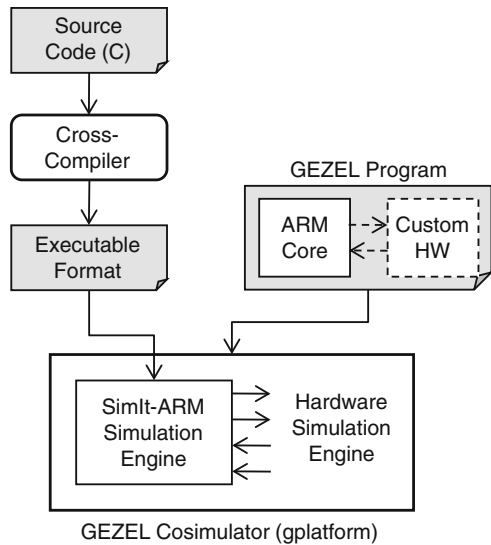 Source
Code (C)
Cross-
Compiler
Executable
Format
GEZEL Program
ARM
Core
Custom
HW
SimIt-ARM
Simulation
Engine
Hardware
Simulation
Engine
GEZEL Cosimulator (gplatform)